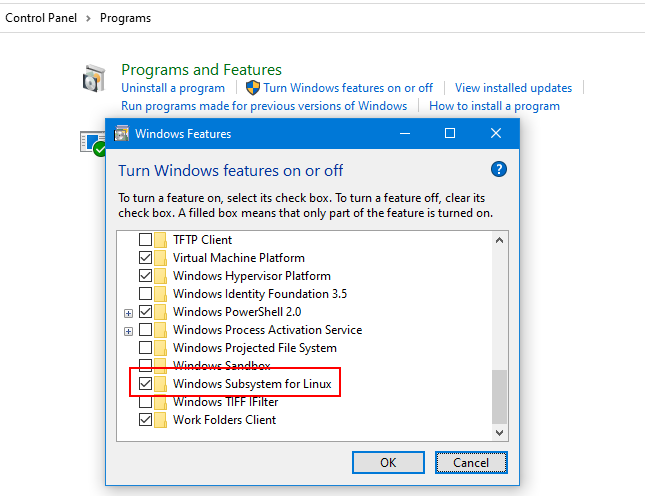 Control Panel > Programs
Programs and Features
Uninstall a program Turn Windows features on or off View installed updates
Run programs made for previous versions of Windows How to install a program
Windows Features
Turn Windows features on or off
To turn a feature on, select its check box. To turn a feature off, clear its
check box. A filled box means that only part of the feature is turned on.
TFTP Client
Virtual Machine Platform
Windows Hypervisor Platform
Windows Identity Foundation 3.5
Windows PowerShell 2.0
Windows Process Activation Service
Windows Projected File System
Windows Sandbox
Windows Subsystem for Linux
Windows TIFF IFilter
Work Folders Client
OK Cancel